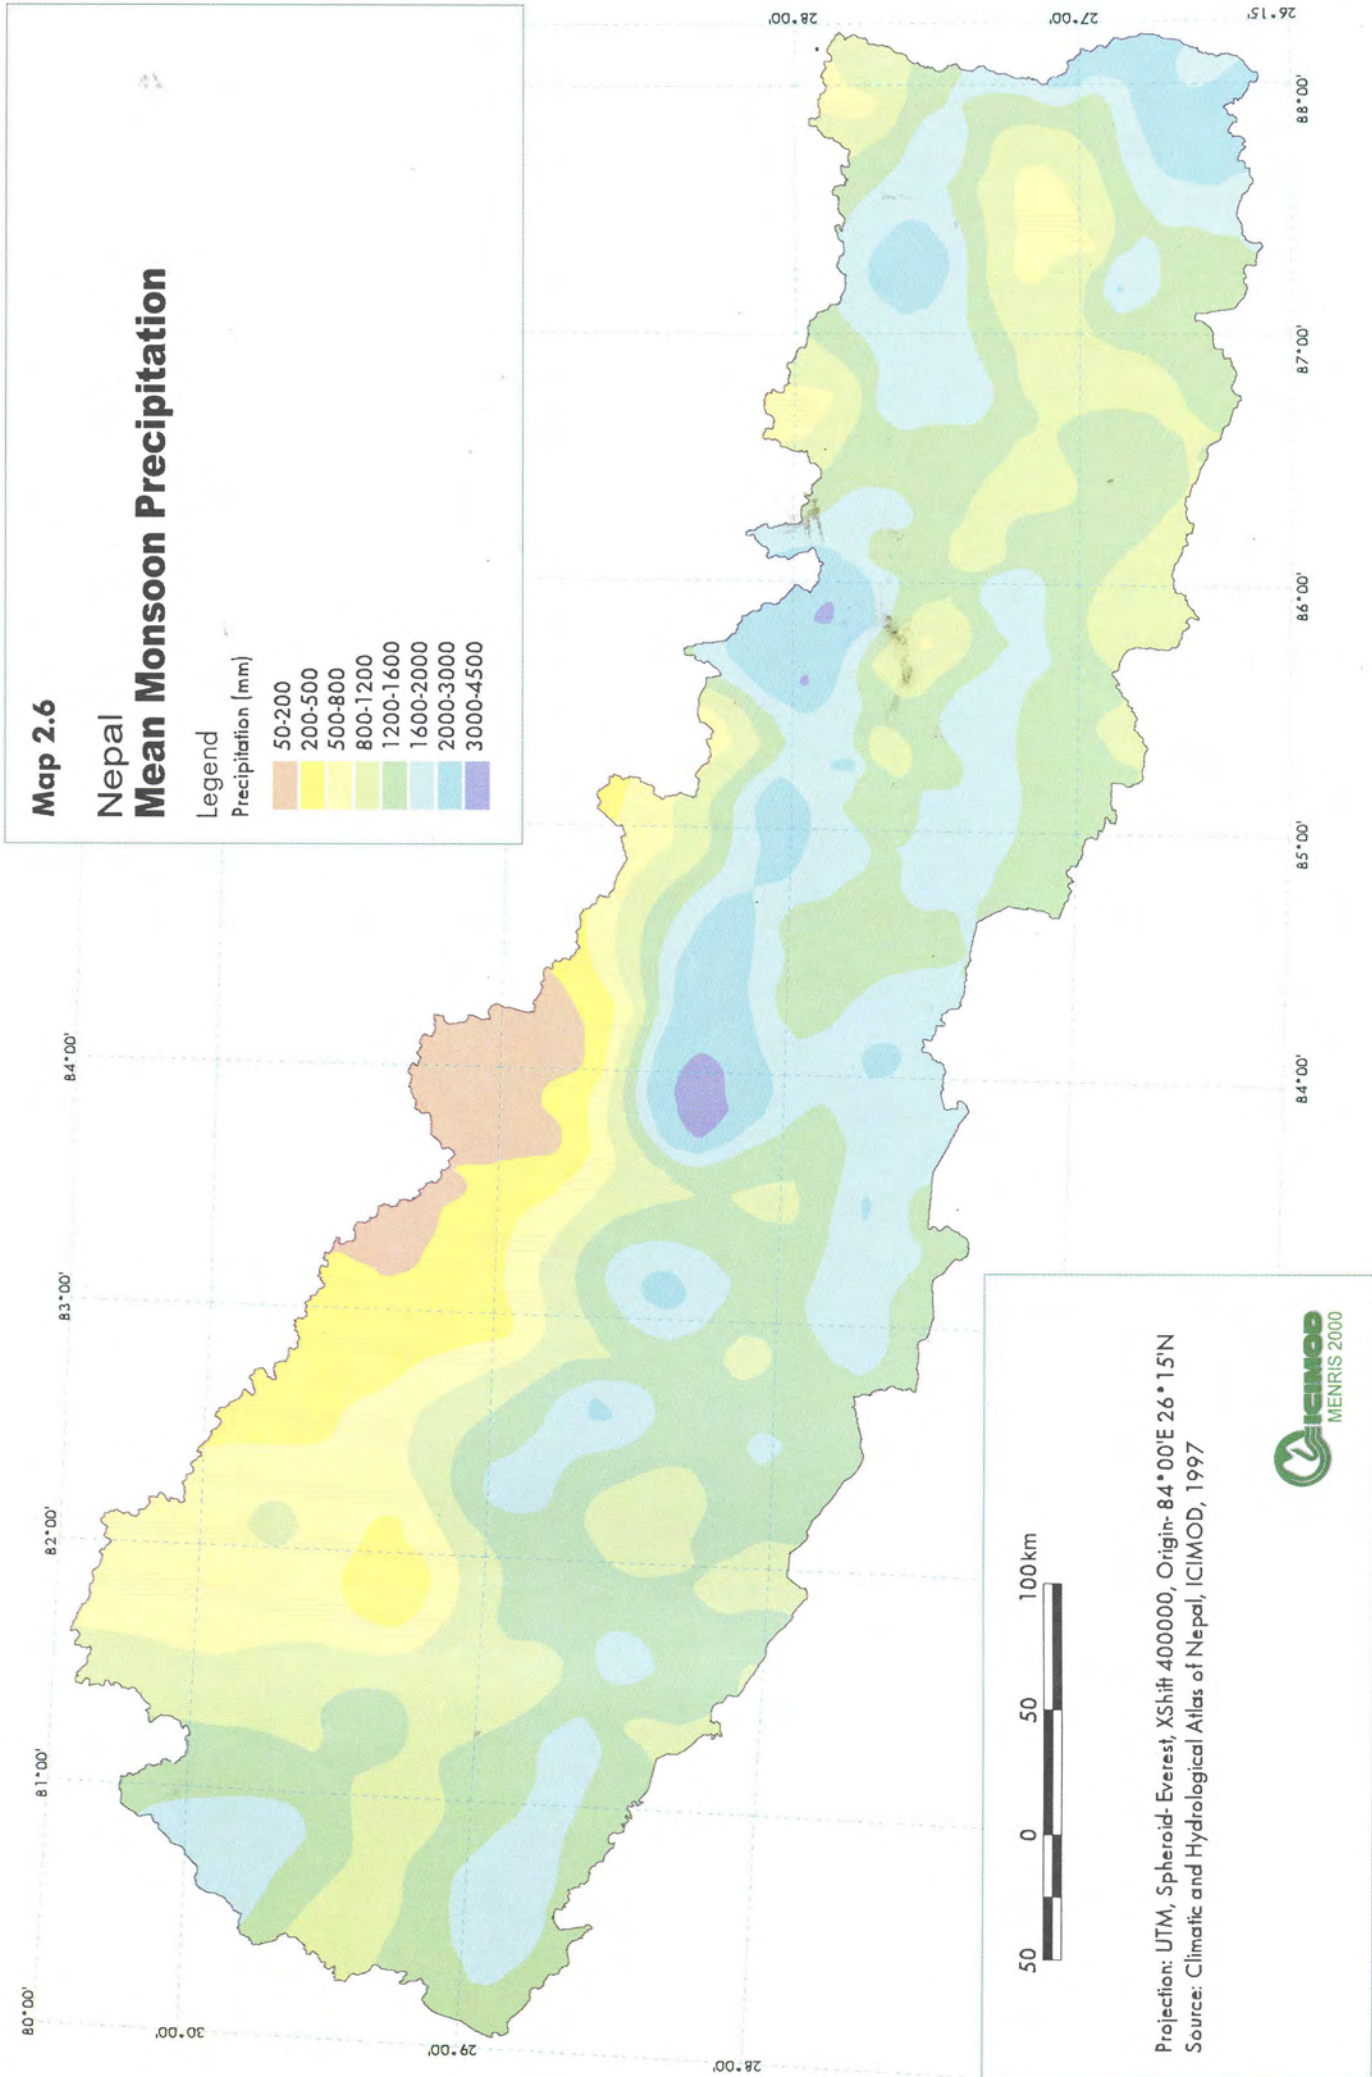 Map 2.6
Nepal
Mean Monsoon Precipitation
Legend
Precipitation (mm)
50-200
200-500
500-800
800-1200
1200-1600
1600-2000
2000-3000
3000-4500
80°00'
81°00'
82°00'
83°00'
84°00'
30°00'
29°00'
28°00'
28°00'
27°00'
26°15'
84°00'
85°00'
86°00'
87°00'
88°00'
50 0 50 100km
Projection: UTM, Spheroid- Everest, XShift 400000, Origin- 84°00'E 26°15'N
Source: Climatic and Hydrological Atlas of Nepal, ICIMOD, 1997
ICIMOD
MENRIS 2000